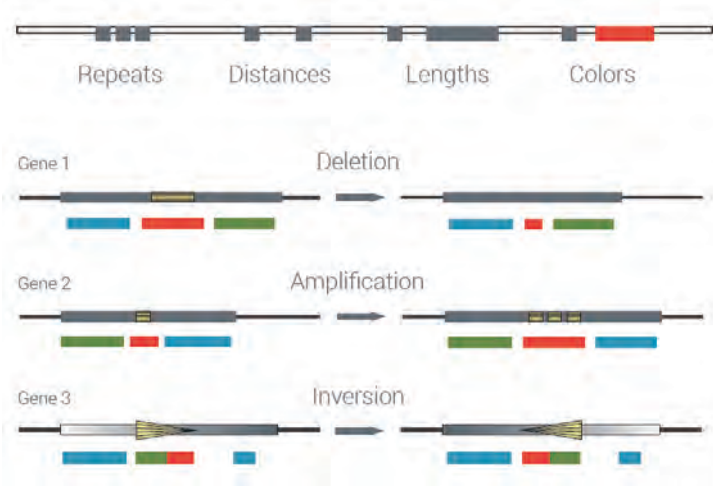 Repeats Distances Lengths Colors
Gene 1 Deletion
Gene 2 Amplification
Gene 3 Inversion